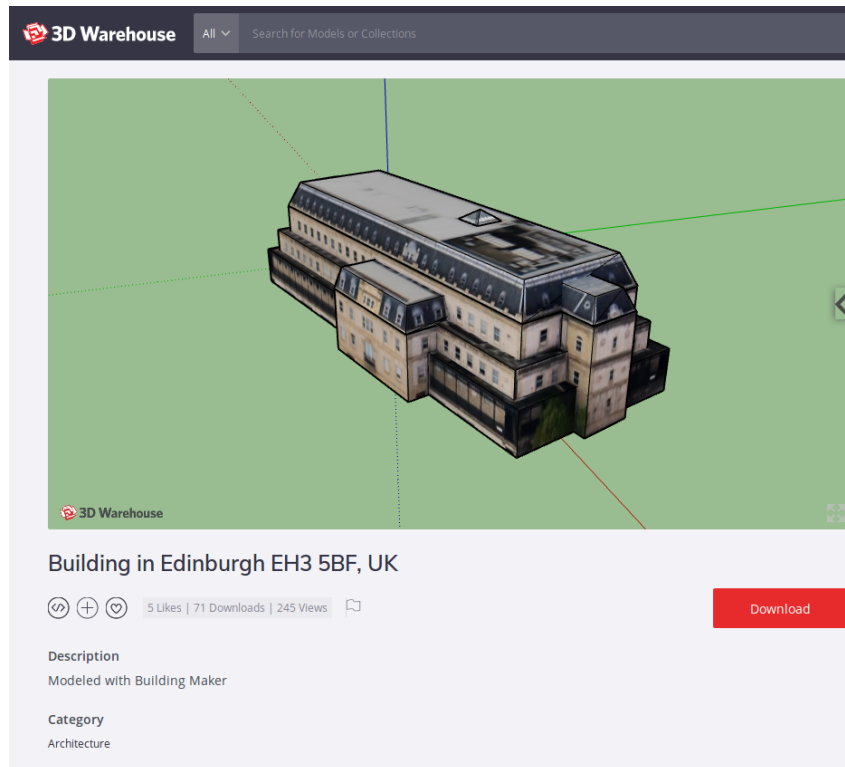 3D Warehouse
All
Search for Models or Collections
3D Warehouse
Building in Edinburgh EH3 5BF, UK
5 Likes | 71 Downloads | 245 Views
Download
Description
Modeled with Building Maker
Category
Architecture